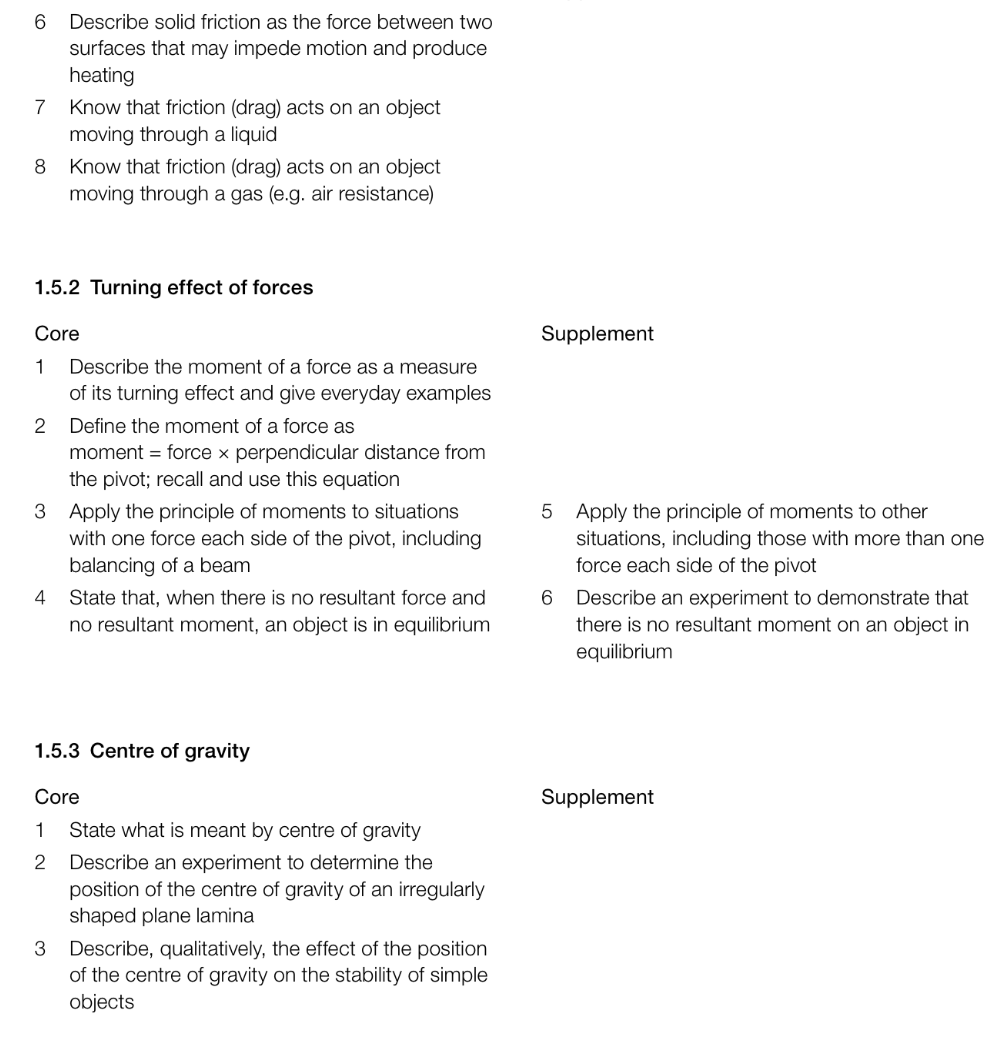 6 Describe solid friction as the force between two
surfaces that may impede motion and produce
heating
7 Know that friction (drag) acts on an object
moving through a liquid
8 Know that friction (drag) acts on an object
moving through a gas (e.g. air resistance)
1.5.2 Turning effect of forces
Core
1 Describe the moment of a force as a measure
of its turning effect and give everyday examples
2 Define the moment of a force as
moment = force × perpendicular distance from
the pivot; recall and use this equation
3 Apply the principle of moments to situations
with one force each side of the pivot, including
balancing of a beam
4 State that, when there is no resultant force and
no resultant moment, an object is in equilibrium
Supplement
5 Apply the principle of moments to other
situations, including those with more than one
force each side of the pivot
6 Describe an experiment to demonstrate that
there is no resultant moment on an object in
equilibrium
1.5.3 Centre of gravity
Core
1 State what is meant by centre of gravity
2 Describe an experiment to determine the
position of the centre of gravity of an irregularly
shaped plane lamina
3 Describe, qualitatively, the effect of the position
of the centre of gravity on the stability of simple
objects
Supplement